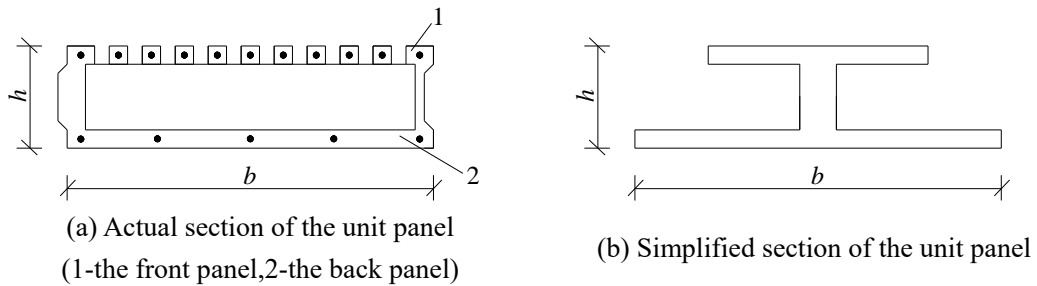 1
h
b
2
(a) Actual section of the unit panel
(1-the front panel,2-the back panel)
h
b
(b) Simplified section of the unit panel